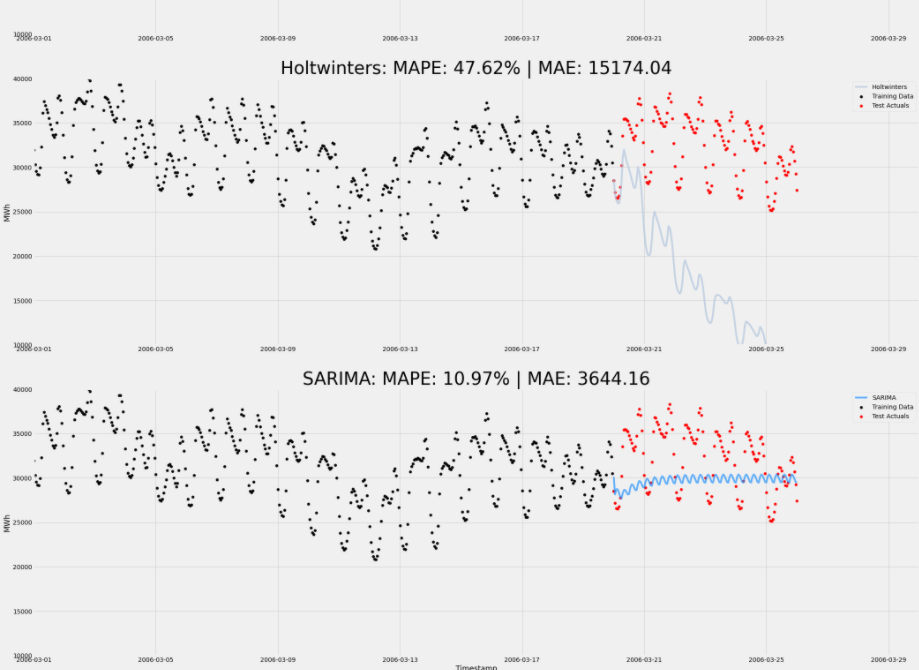 10000
2006-03-01 2006-03-05 2006-03-09 2006-03-13 2006-03-17 2006-03-21 2006-03-25 2006-03-29
Holtwinters: MAPE: 47.62% | MAE: 15174.04
40000
Holtwinters
Training Data
Test Actuals
35000
30000
MWh
25000
20000
15000
10000
2006-03-01 2006-03-05 2006-03-09 2006-03-13 2006-03-17 2006-03-21 2006-03-25 2006-03-29
SARIMA: MAPE: 10.97% | MAE: 3644.16
40000
SARIMA
Training Data
Test Actuals
35000
30000
MWh
25000
20000
15000
10000
2006-03-01 2006-03-05 2006-03-09 2006-03-13 2006-03-17 2006-03-21 2006-03-25 2006-03-29
Timestamp